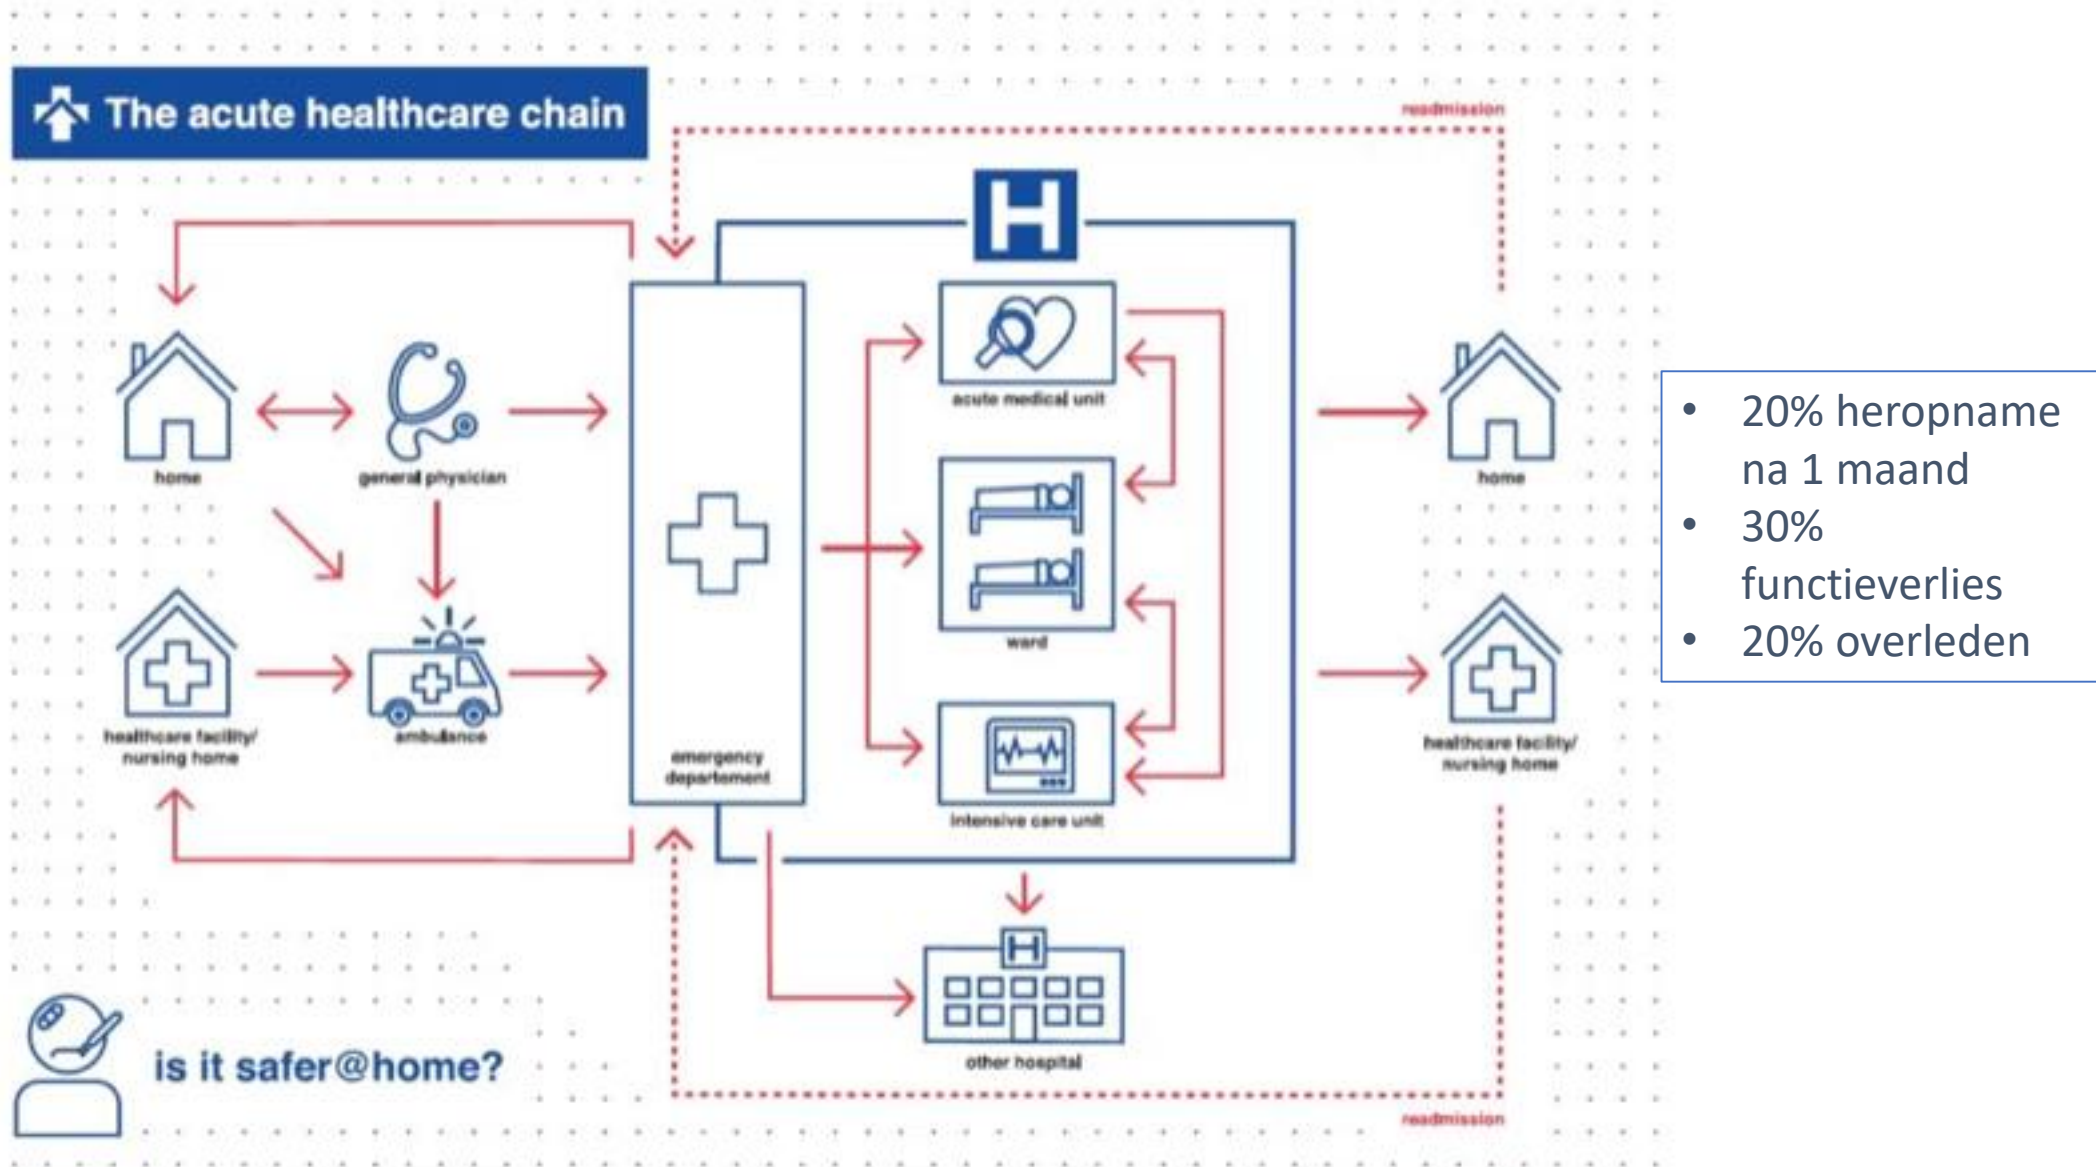 The acute healthcare chain
readmission
H
home
general physician
acute medical unit
home
ward
healthcare facility/
nursing home
ambulance
emergency
departement
intensive care unit
healthcare facility/
nursing home
H
other hospital
is it safer@home?
readmission
• 20% heropname
na 1 maand
• 30%
functieverlies
• 20% overleden